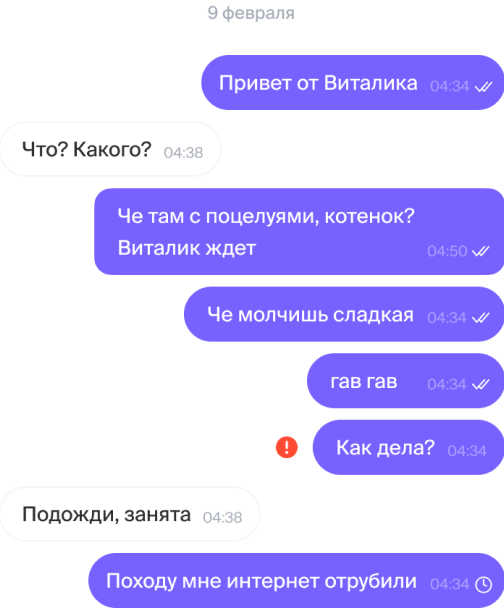 9 февраля
Привет от Виталика 04:34
Что? Какого? 04:38
Че там с поцелуями, котенок?
Виталик ждет 04:50
Че молчишь сладкая 04:34
гав гав 04:34
Как дела? 04:34
Подожди, занята 04:38
Походу мне интернет отрубили 04:34